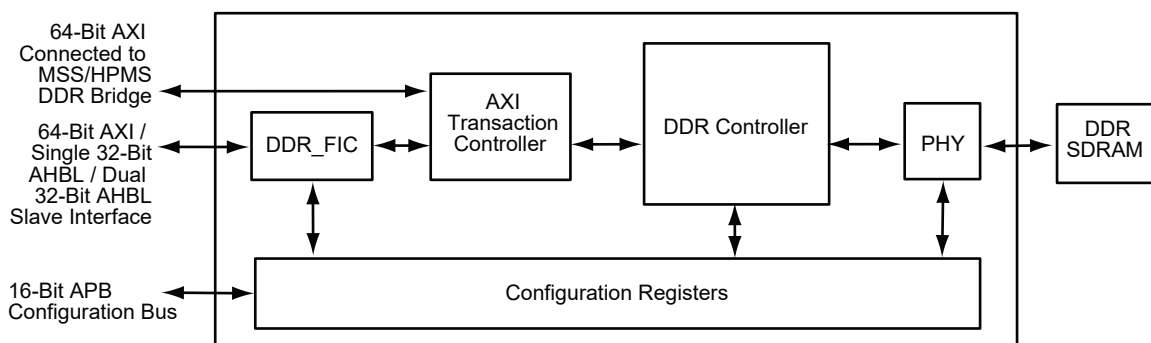 64-Bit AXI
Connected to
MSS/HPMS
DDR Bridge
64-Bit AXI /
Single 32-Bit
AHBL / Dual
32-Bit AHBL
Slave Interface
16-Bit APB
Configuration Bus
DDR_FIC
AXI
Transaction
Controller
DDR Controller
PHY
DDR
SDRAM
Configuration Registers